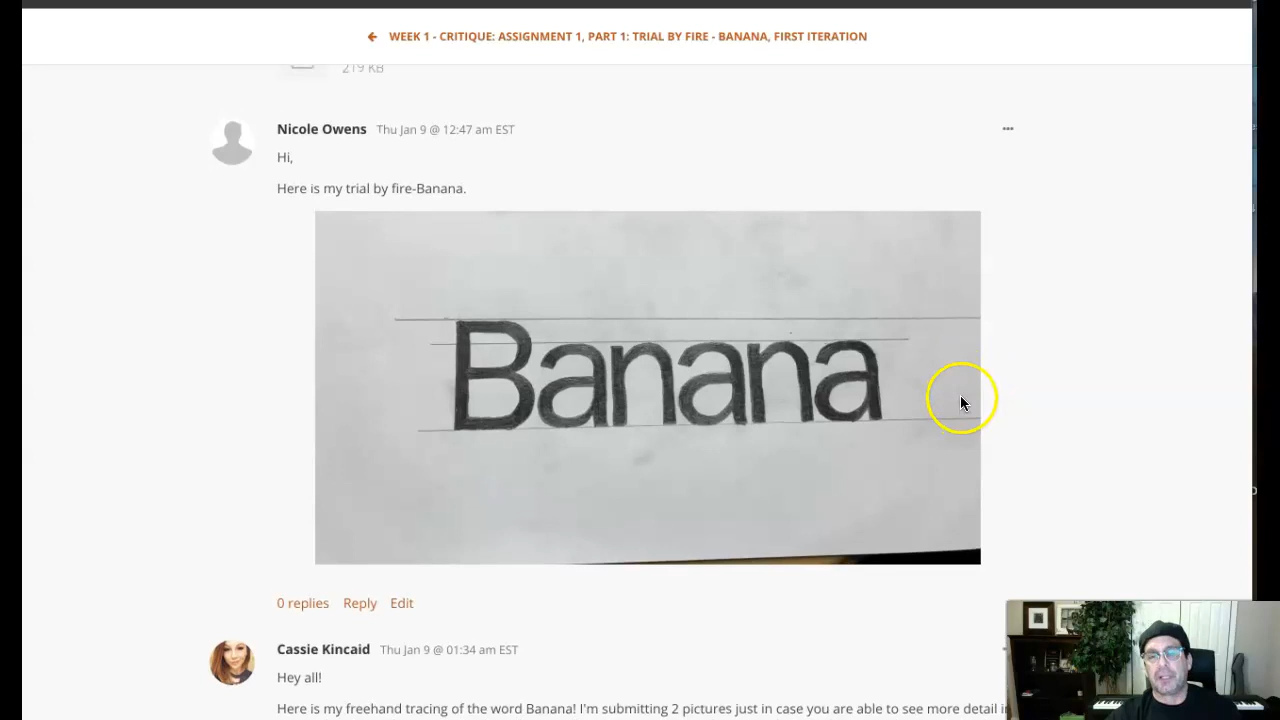 WEEK 1 - CRITIQUE: ASSIGNMENT 1, PART 1: TRIAL BY FIRE - BANANA, FIRST ITERATION
219 KB
Nicole Owens Thu Jan 9 @ 12:47 am EST
Hi,
Here is my trial by fire-Banana.
Banana
0 replies Reply Edit
Cassie Kincaid Thu Jan 9 @ 01:34 am EST
Hey all!
Here is my freehand tracing of the word Banana! I'm submitting 2 pictures just in case you are able to see more detail